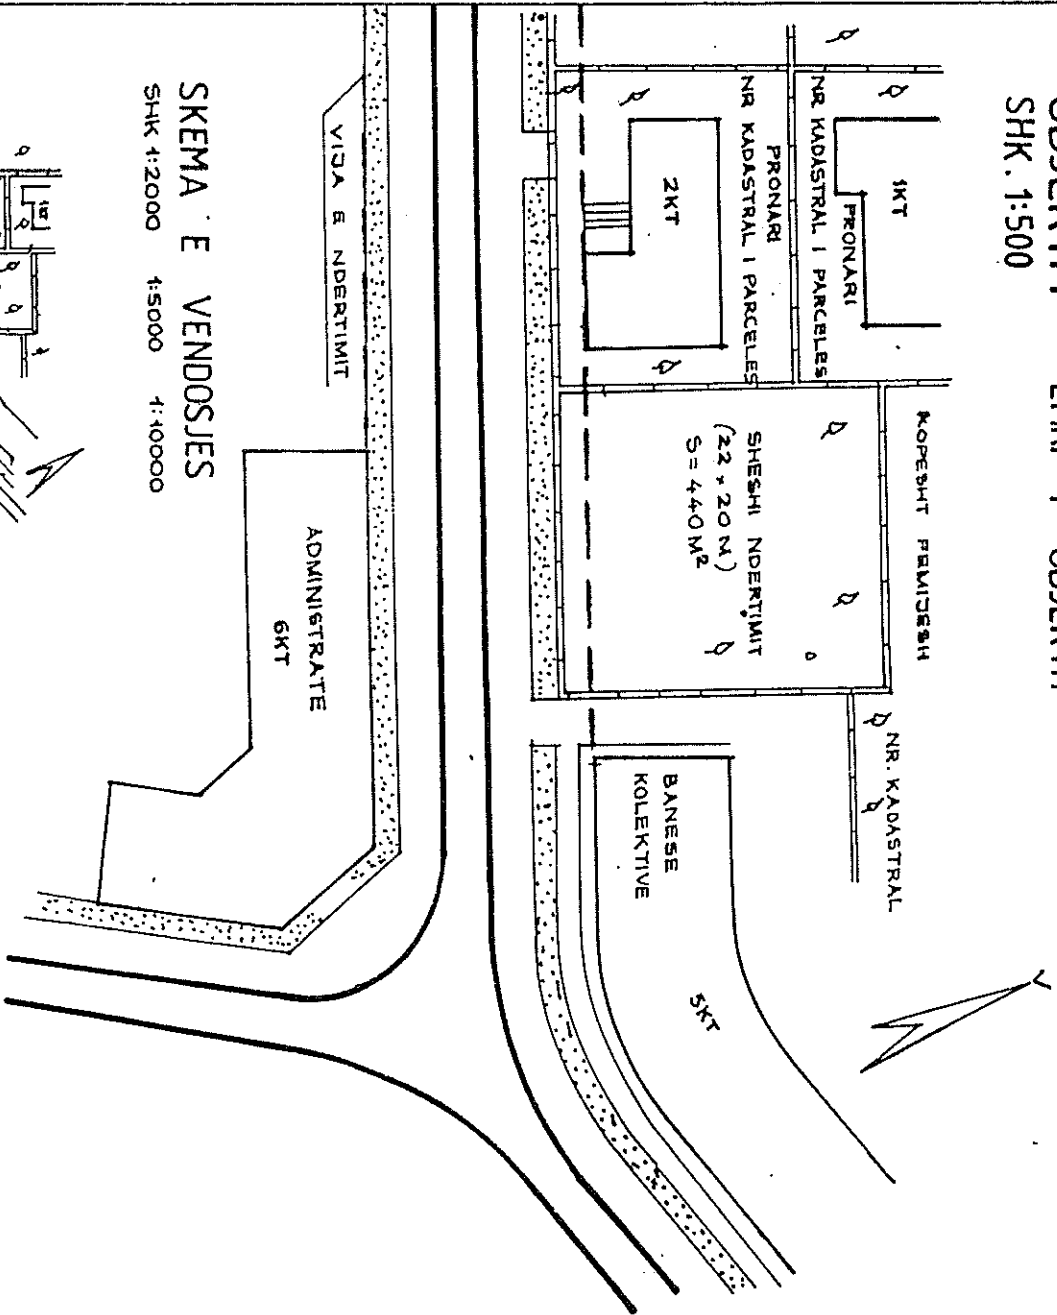 SHK. 1:500
1KT
PRONARI
NR KADASTRAL I PARCELES
PRONARI
NR KADASTRAL I PARCELES
2KT
KOPESHT FEMIJESH
NR. KADASTRAL
SHESHI NDERTIMIT
(22 × 20 M)
S = 440 M²
BANESE
KOLEKTIVE
5KT
VIJA E NDERTIMIT
ADMINISTRATE
6KT
SKEMA E VENDOSJES
SHK 1:2000 1:5000 1:10000